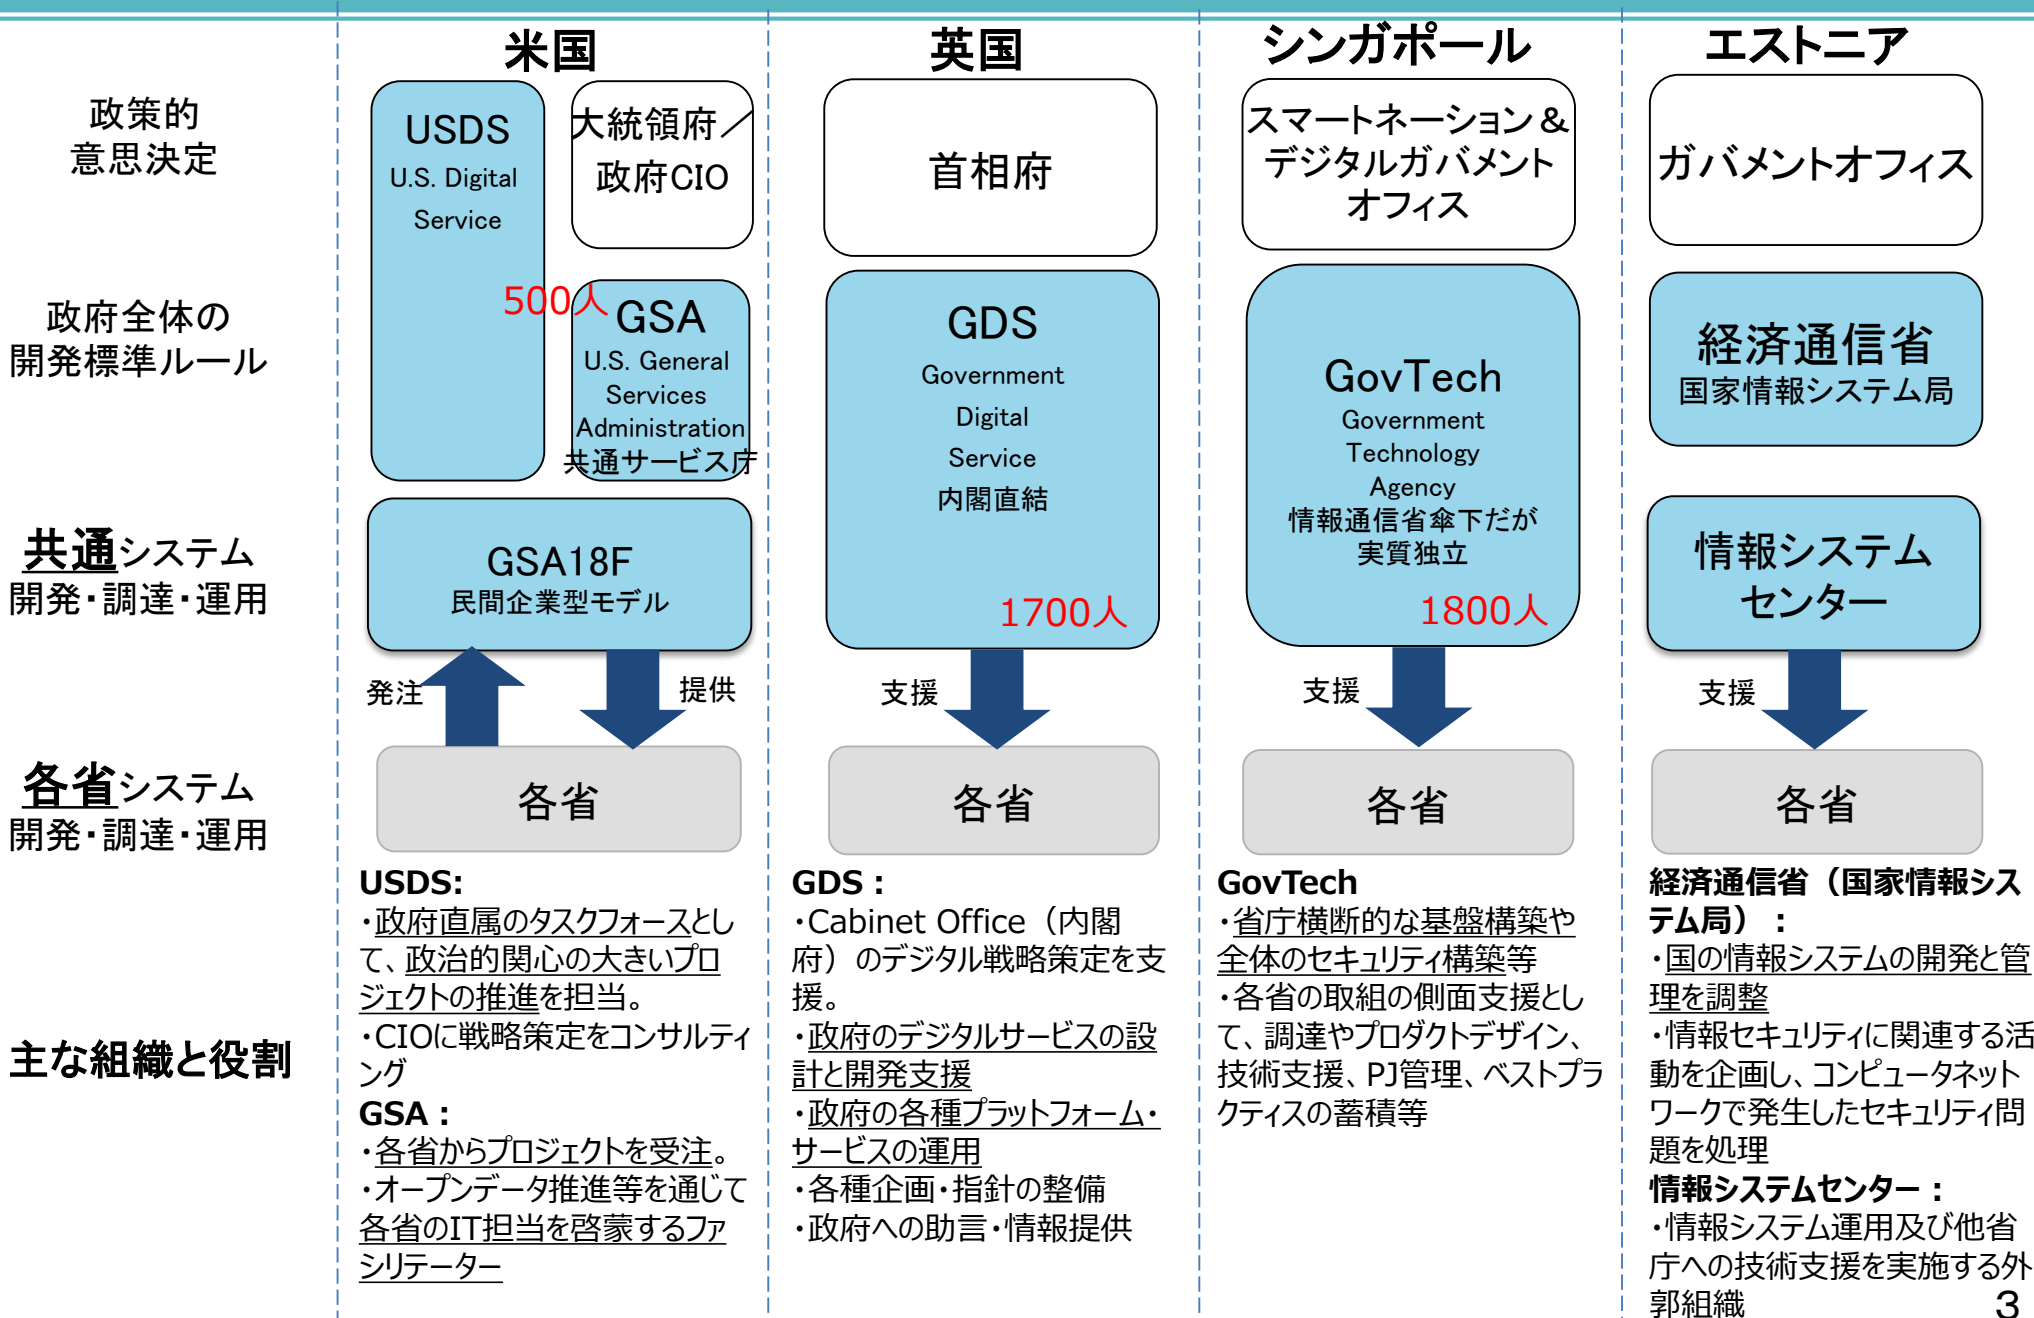 米国
英国
シンガポール
エストニア
政策的
意思決定
USDS
U.S. Digital
Service
大統領府／
政府CIO
首相府
スマートネーション＆
デジタルガバメント
オフィス
ガバメントオフィス
政府全体の
開発標準ルール
500人
GSA
U.S. General
Services
Administration
共通サービス庁
GDS
Government
Digital
Service
内閣直結
1700人
GovTech
Government
Technology
Agency
情報通信省傘下だが
実質独立
1800人
経済通信省
国家情報システム局
共通システム
開発・調達・運用
GSA18F
民間企業型モデル
情報システム
センター
発注
提供
支援
支援
支援
各省システム
開発・調達・運用
各省
各省
各省
各省
主な組織と役割
USDS:
・政府直属のタスクフォースとし
て、政治的関心の大きいプロ
ジェクトの推進を担当。
・CIOに戦略策定をコンサルティ
ング
GSA：
・各省からプロジェクトを受注。
・オープンデータ推進等を通じて
各省のIT担当を啓蒙するファ
シリテーター
GDS：
・Cabinet Office（内閣
府）のデジタル戦略策定を支
援。
・政府のデジタルサービスの設
計と開発支援
・政府の各種プラットフォーム・
サービスの運用
・各種企画・指針の整備
・政府への助言・情報提供
GovTech
・省庁横断的な基盤構築や
全体のセキュリティ構築等
・各省の取組の側面支援とし
て、調達やプロダクトデザイン、
技術支援、PJ管理、ベストプラ
クティスの蓄積等
経済通信省（国家情報シス
テム局）：
・国の情報システムの開発と管
理を調整
・情報セキュリティに関連する活
動を企画し、コンピュータネット
ワークで発生したセキュリティ問
題を処理
情報システムセンター：
・情報システム運用及び他省
庁への技術支援を実施する外
郭組織
3